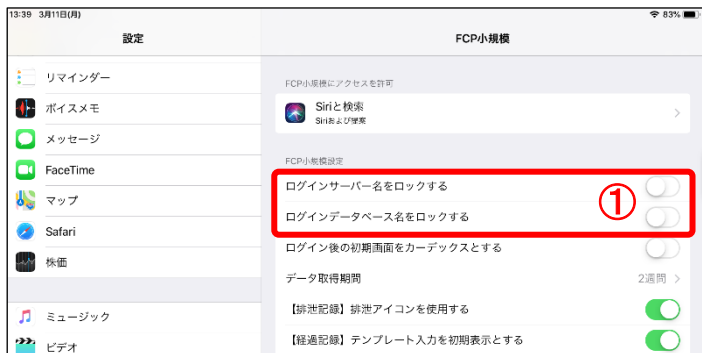 13:39 3月11日(月)
83%
設定
FCP小規模
リマインダー
ボイスメモ
メッセージ
FaceTime
マップ
Safari
株価
ミュージック
ビデオ
FCP小規模にアクセスを許可
Siriと検索
Siriおよび提案
FCP小規模設定
ログインサーバー名をロックする
ログインデータベース名をロックする
①
ログイン後の初期画面をカーデックスとする
データ取得期間 2週間
【排泄記録】排泄アイコンを使用する
【経過記録】テンプレート入力を初期表示とする